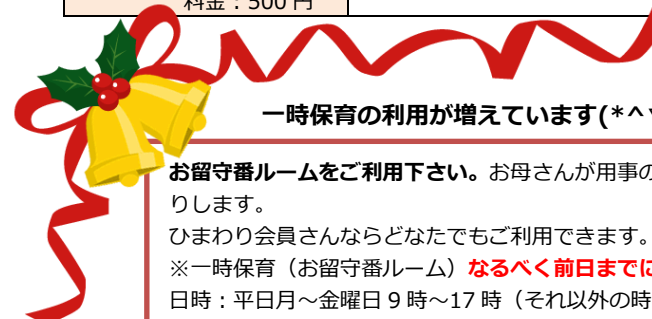 料金：500 円
一時保育の利用が増えています(*^
お留守番ルームをご利用下さい。お母さんが用事の
りします。
ひまわり会員さんならどなたでもご利用できます。
※一時保育（お留守番ルーム）なるべく前日までに
日時：平日月～金曜日 9 時～17 時（それ以外の時